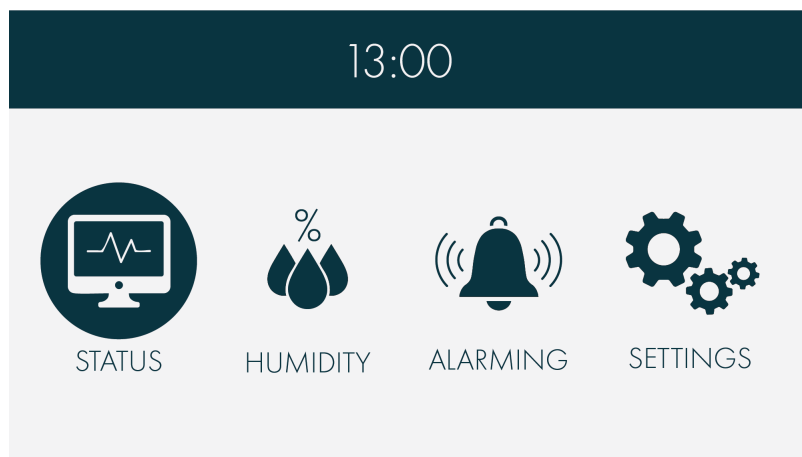 13:00
%
STATUS
HUMIDITY
ALARMING
SETTINGS